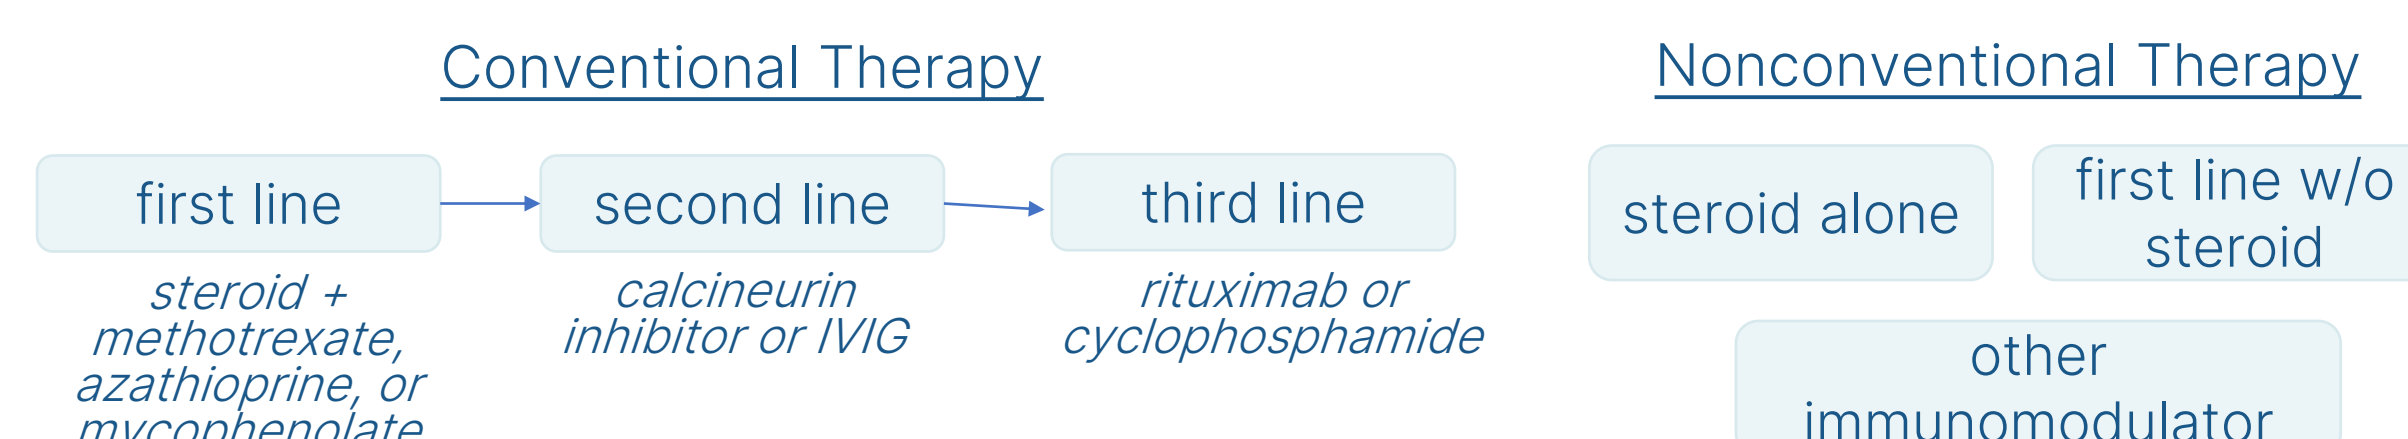 Conventional Therapy
first line
steroid +
methotrexate,
azathioprine, or
mycophenolate
second line
calcineurin
inhibitor or IVIG
third line
rituximab or
cyclophosphamide
Nonconventional Therapy
steroid alone
first line w/o
steroid
other
immunomodulator